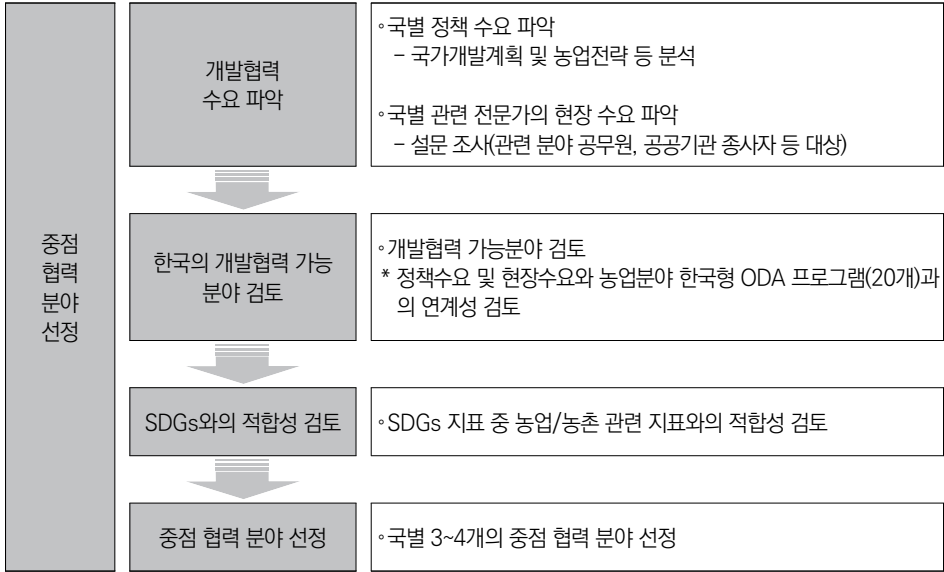 중점
협력
분야
선정
개발협력
수요 파악
◦국별 정책 수요 파악
- 국가개발계획 및 농업전략 등 분석
◦국별 관련 전문가의 현장 수요 파악
- 설문 조사(관련 분야 공무원, 공공기관 종사자 등 대상)
한국의 개발협력 가능
분야 검토
◦개발협력 가능분야 검토
* 정책수요 및 현장수요와 농업분야 한국형 ODA 프로그램(20개)과
의 연계성 검토
SDGs와의 적합성 검토
◦SDGs 지표 중 농업/농촌 관련 지표와의 적합성 검토
중점 협력 분야 선정
◦국별 3~4개의 중점 협력 분야 선정